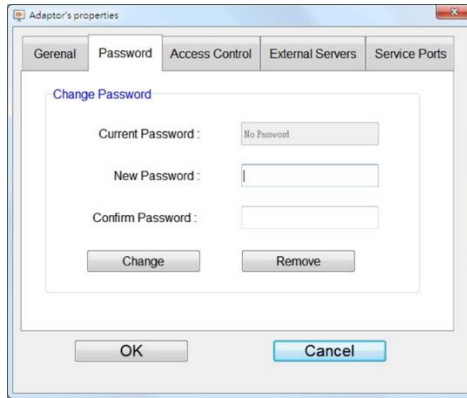 Adaptor's properties
Gerenal Password Access Control External Servers Service Ports
Change Password
Current Password : No Password
New Password :
Confirm Password :
Change Remove
OK Cancel